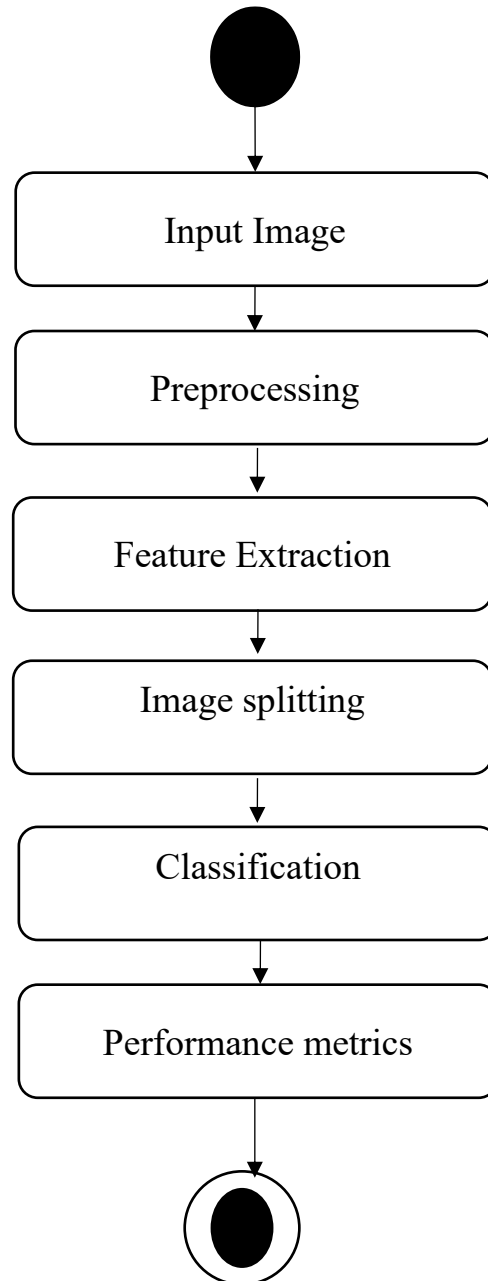 Input Image
Preprocessing
Feature Extraction
Image splitting
Classification
Performance metrics